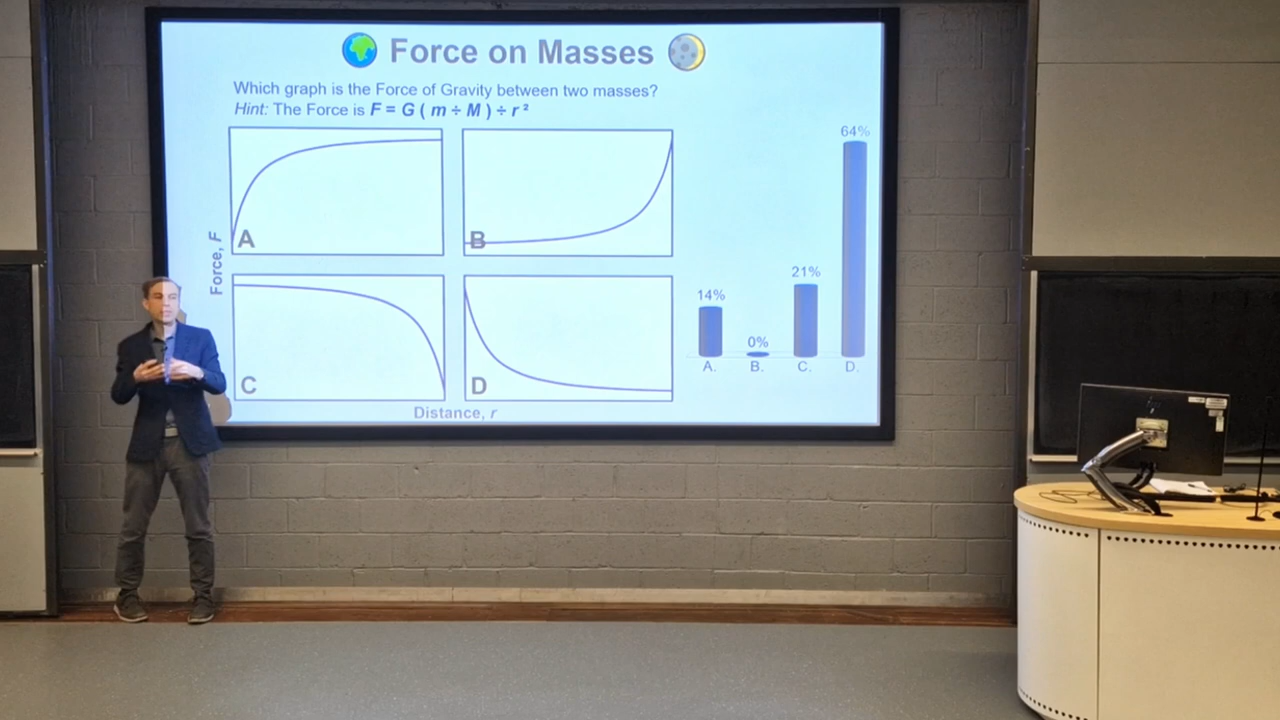 Force on Masses
Which graph is the Force of Gravity between two masses?
Hint: The Force is F = G ( m ÷ M ) ÷ r²
A
B
C
D
Force, F
Distance, r
14%
0%
21%
64%
A.
B.
C.
D.